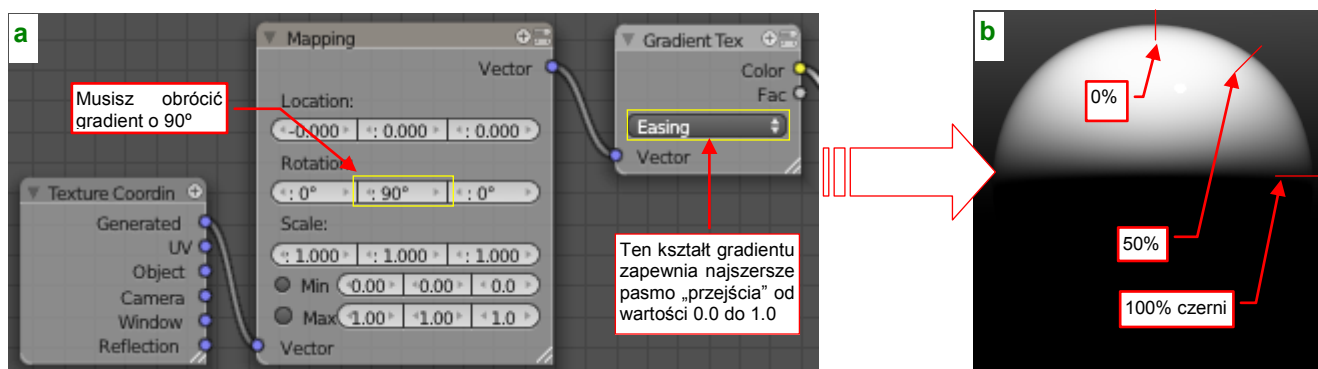 a
Mapping
Vector
Location:
-0.000 : 0.000 : 0.000
Rotation
: 0° : 90° : 0°
Scale:
: 1.000 : 1.000 : 1.000
Min 0.00 0.00 0.0
Max 1.00 1.00 1.0
Vector
Musisz obrócić
gradient o 90º
Texture Coordin
Generated
UV
Object
Camera
Window
Reflection
Gradient Tex
Color
Fac
Easing
Vector
Ten kształt gradientu
zapewnia najszersze
pasmo „przejścia” od
wartości 0.0 do 1.0
b
0%
50%
100% czerni